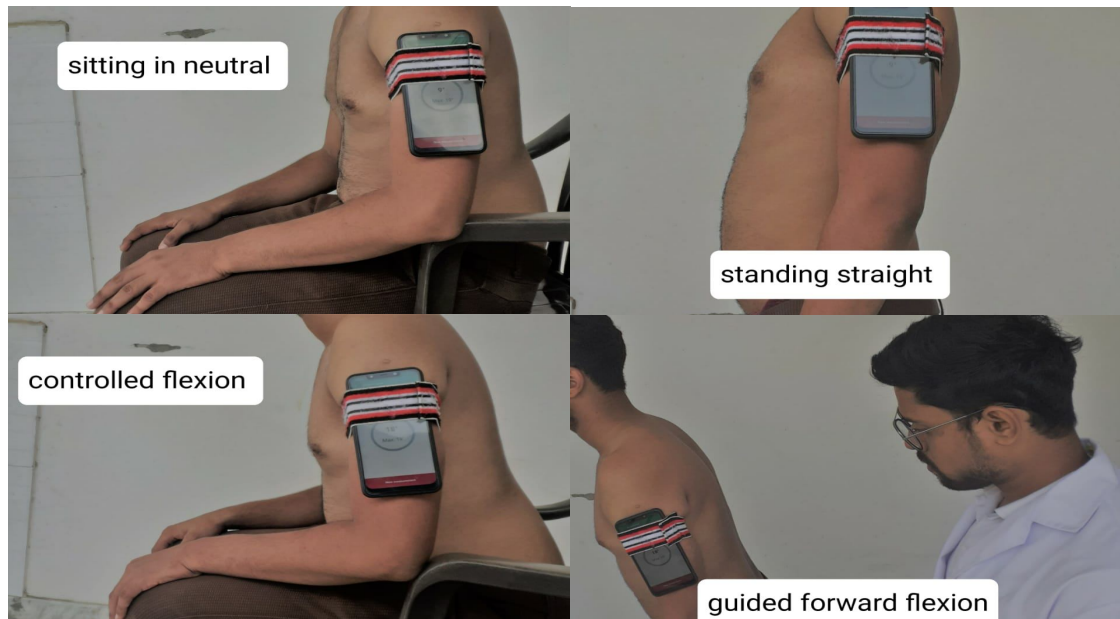 sitting in neutral
standing straight
controlled flexion
guided forward flexion